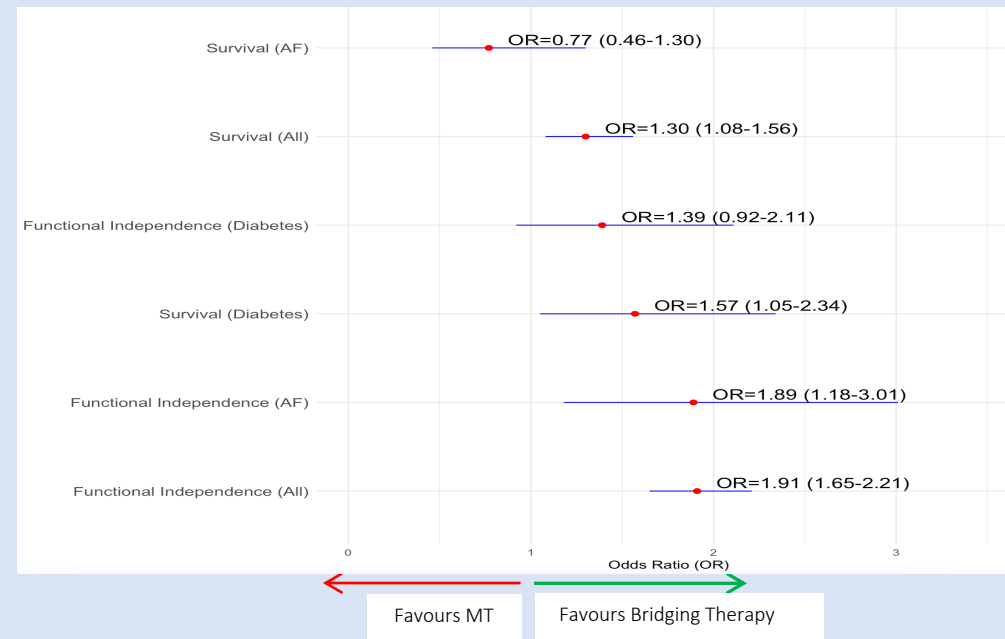 Survival (AF)
OR=0.77 (0.46-1.30)
Survival (All)
OR=1.30 (1.08-1.56)
Functional Independence (Diabetes)
OR=1.39 (0.92-2.11)
Survival (Diabetes)
OR=1.57 (1.05-2.34)
Functional Independence (AF)
OR=1.89 (1.18-3.01)
Functional Independence (All)
OR=1.91 (1.65-2.21)
0 1 2 3
Odds Ratio (OR)
Favours MT
Favours Bridging Therapy